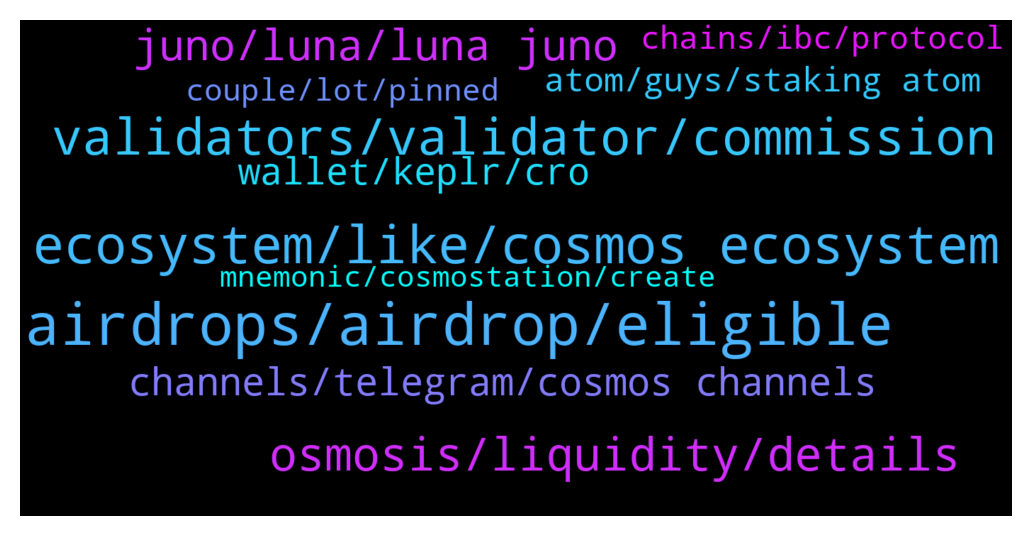 juno/luna/luna juno
chains/ibc/protocol
atom/guys/staking atom
couple/lot/pinned
validators/validator/commission
wallet/keplr/cro
ecosystem/like/cosmos ecosystem
mnemonic/cosmostation/create
airdrops/airdrop/eligible
channels/telegram/cosmos channels
osmosis/liquidity/details